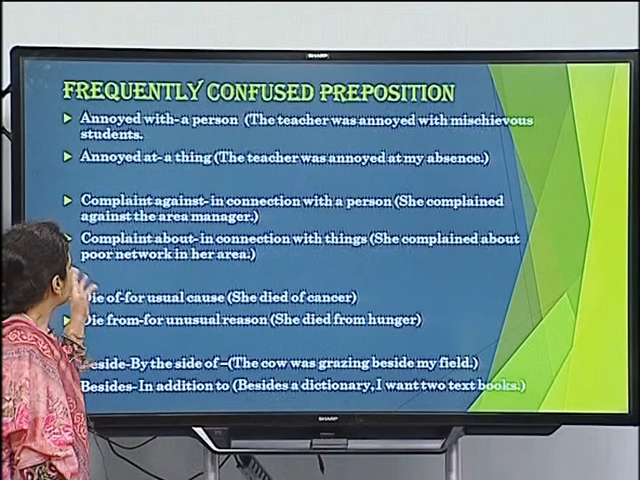 SHARP
FREQUENTLY CONFUSED PREPOSITION
Annoyed with- a person (The teacher was annoyed with mischievous
students.
Annoyed at- a thing (The teacher was annoyed at my absence.)
Complaint against- in connection with a person (She complained
against the area manager.)
Complaint about- in connection with things (She complained about
poor network in her area.)
Die of-for usual cause (She died of cancer)
Die from-for unusual reason (She died from hunger)
Beside-By the side of –(The cow was grazing beside my field.)
Besides-In addition to (Besides a dictionary, I want two text books.)
SHARP